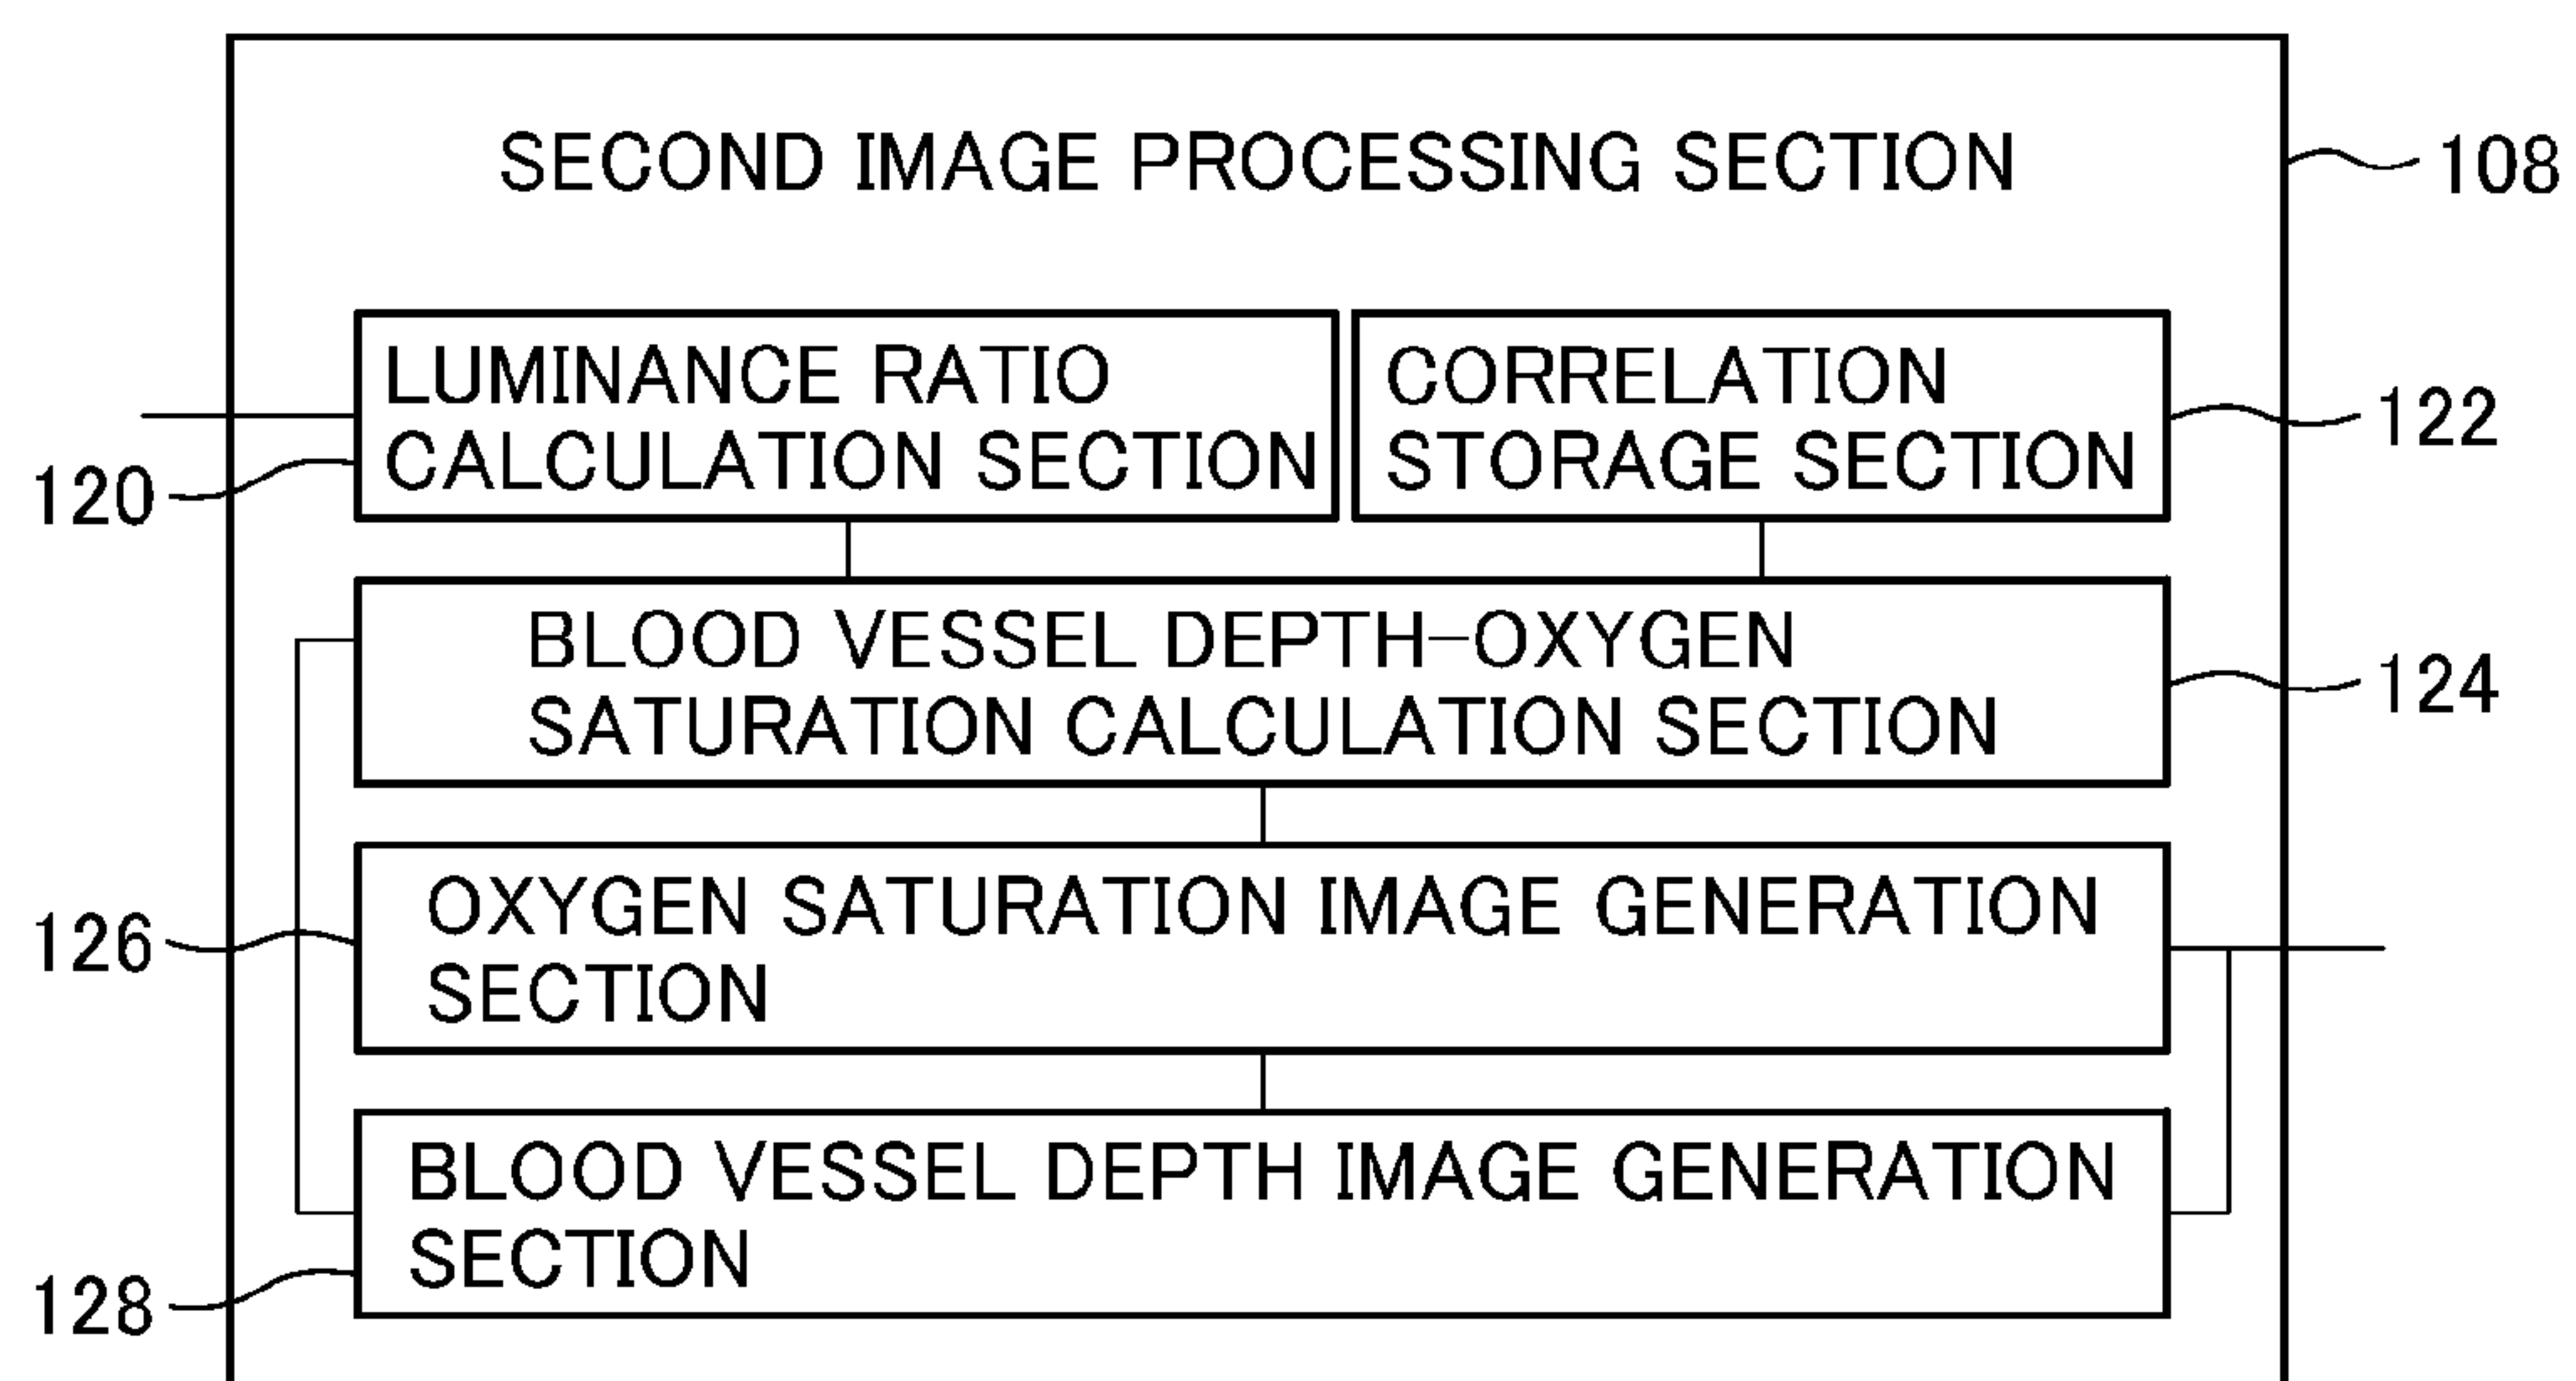 SECOND IMAGE PROCESSING SECTION
108
LUMINANCE RATIO
CALCULATION SECTION
120
CORRELATION
STORAGE SECTION
122
BLOOD VESSEL DEPTH-OXYGEN
SATURATION CALCULATION SECTION
124
OXYGEN SATURATION IMAGE GENERATION
SECTION
126
BLOOD VESSEL DEPTH IMAGE GENERATION
SECTION
128